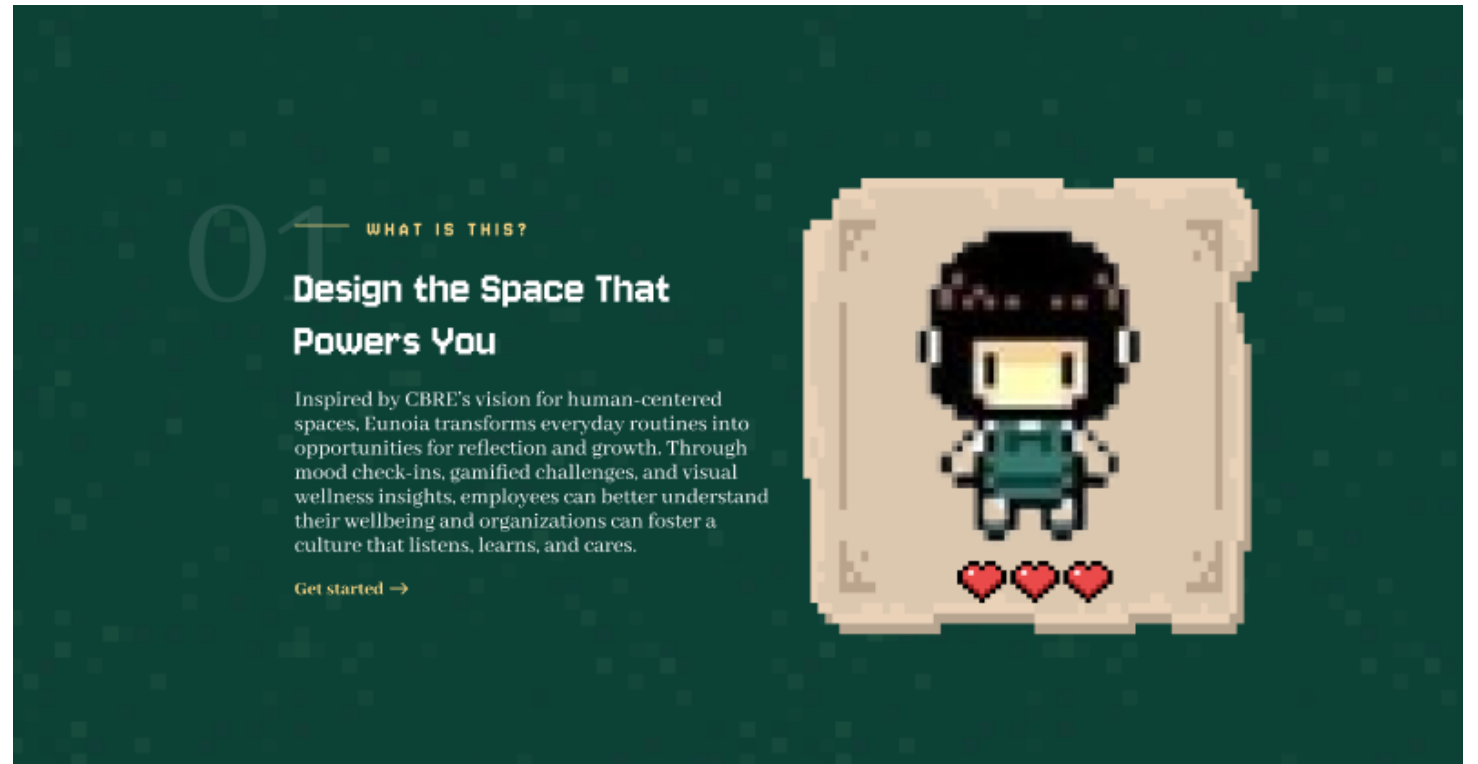 01
WHAT IS THIS?
Design the Space That
Powers You
Inspired by CBRE's vision for human-centered
spaces, Eunoia transforms everyday routines into
opportunities for reflection and growth. Through
mood check-ins, gamified challenges, and visual
wellness insights, employees can better understand
their wellbeing and organizations can foster a
culture that listens, learns, and cares.
Get started →